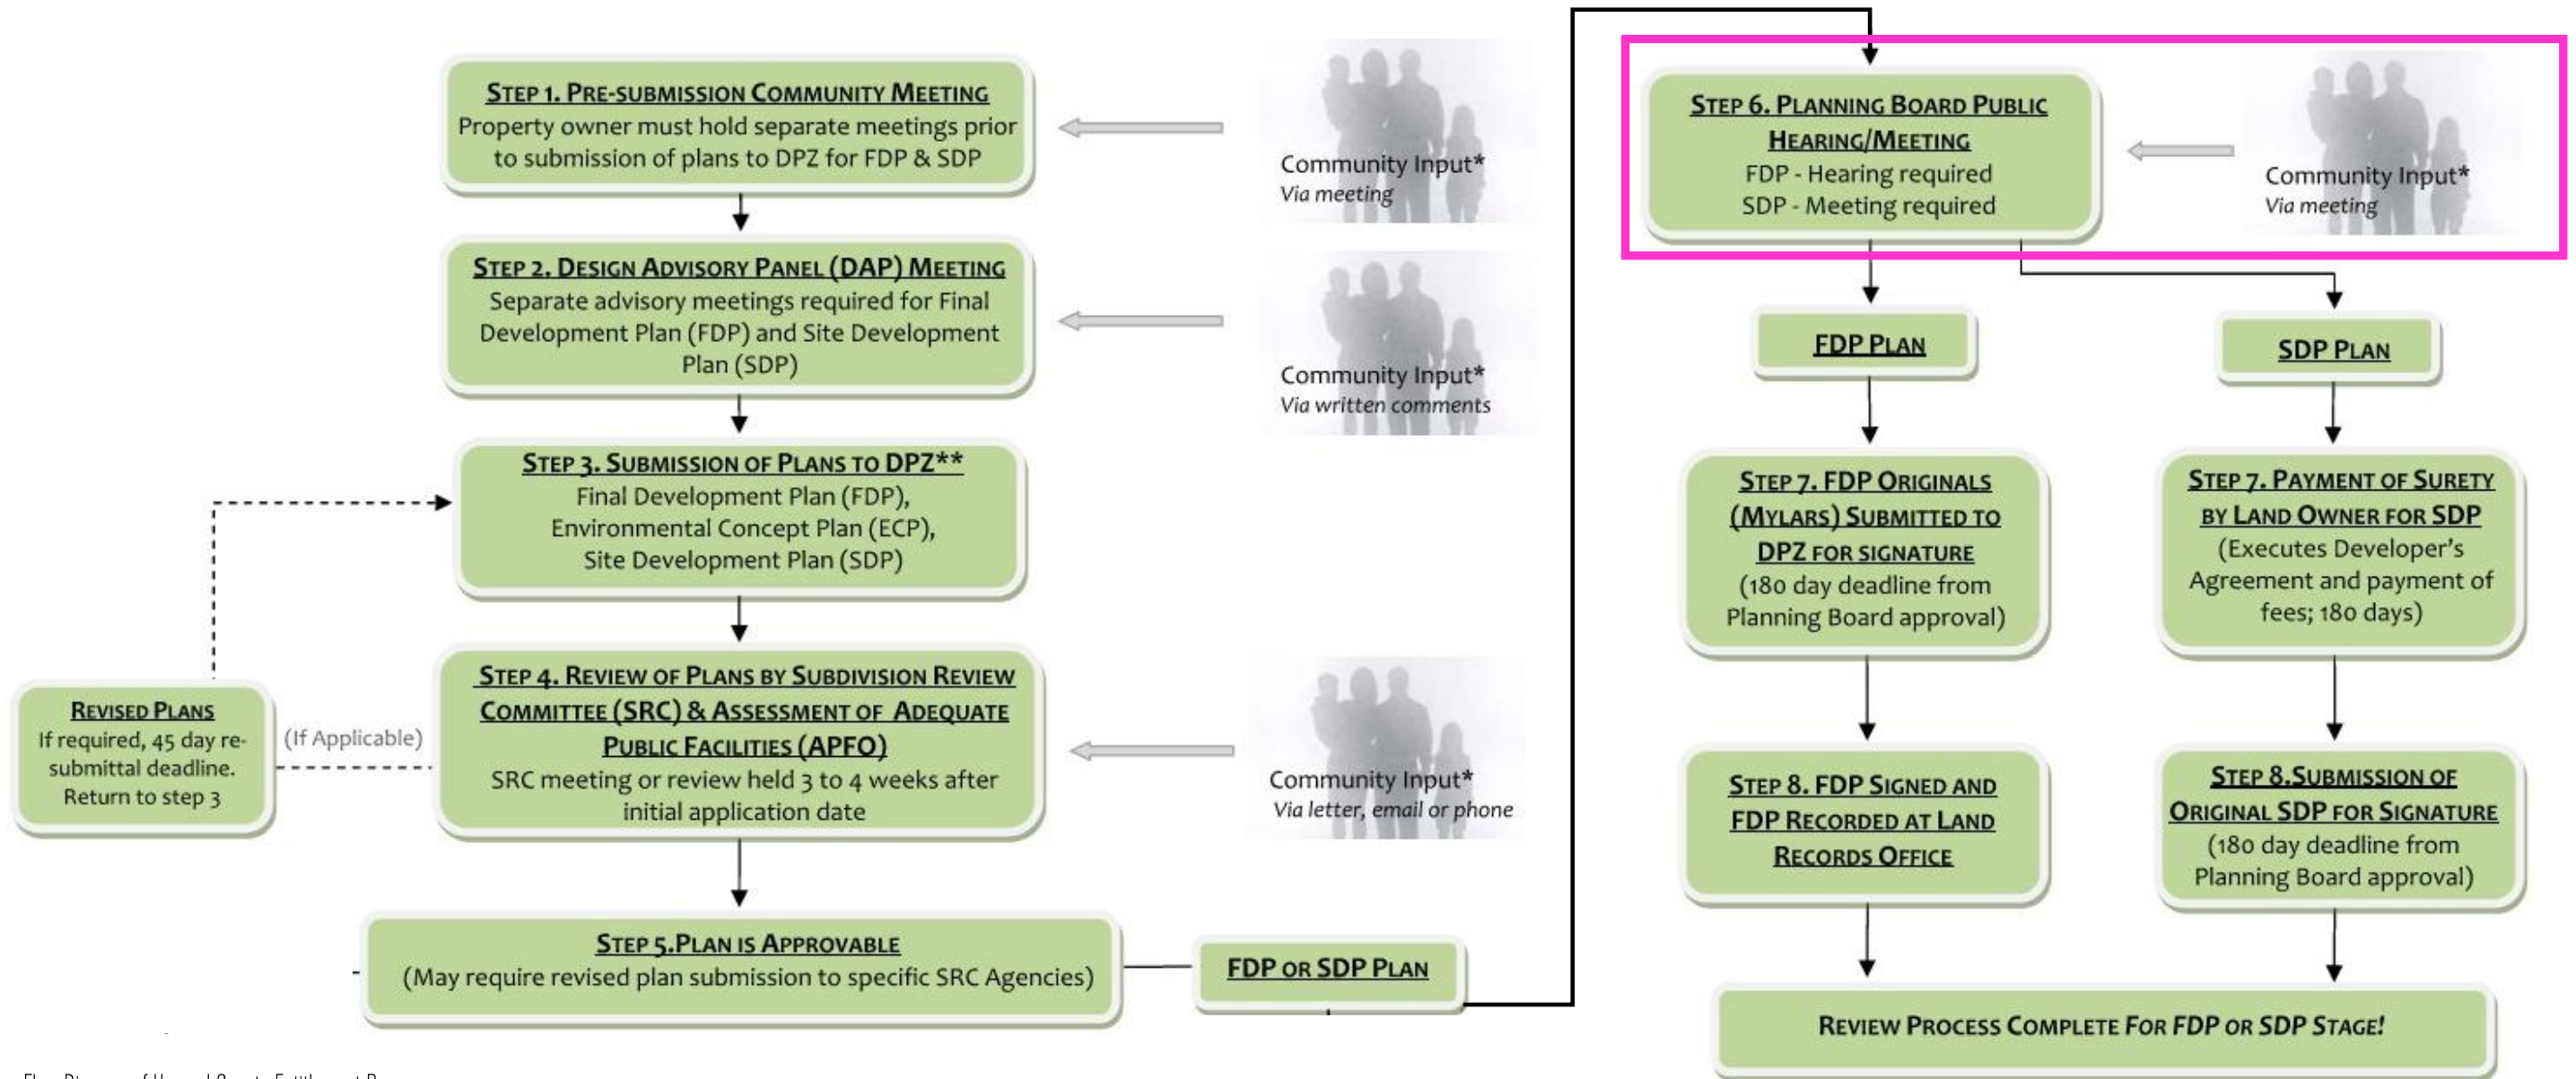 STEP 1. PRE-SUBMISSION COMMUNITY MEETING
Property owner must hold separate meetings prior
to submission of plans to DPZ for FDP & SDP
Community Input*
Via meeting
STEP 2. DESIGN ADVISORY PANEL (DAP) MEETING
Separate advisory meetings required for Final
Development Plan (FDP) and Site Development
Plan (SDP)
Community Input*
Via written comments
STEP 3. SUBMISSION OF PLANS TO DPZ**
Final Development Plan (FDP),
Environmental Concept Plan (ECP),
Site Development Plan (SDP)
REVISED PLANS
If required, 45 day re-
submittal deadline.
Return to step 3
(If Applicable)
STEP 4. REVIEW OF PLANS BY SUBDIVISION REVIEW
COMMITTEE (SRC) & ASSESSMENT OF ADEQUATE
PUBLIC FACILITIES (APFO)
SRC meeting or review held 3 to 4 weeks after
initial application date
Community Input*
Via letter, email or phone
STEP 5.PLAN IS APPROVABLE
(May require revised plan submission to specific SRC Agencies)
FDP OR SDP PLAN
STEP 6. PLANNING BOARD PUBLIC
HEARING/MEETING
FDP - Hearing required
SDP - Meeting required
Community Input*
Via meeting
FDP PLAN
STEP 7. FDP ORIGINALS
(MYLARS) SUBMITTED TO
DPZ FOR SIGNATURE
(180 day deadline from
Planning Board approval)
STEP 8. FDP SIGNED AND
FDP RECORDED AT LAND
RECORDS OFFICE
SDP PLAN
STEP 7. PAYMENT OF SURETY
BY LAND OWNER FOR SDP
(Executes Developer's
Agreement and payment of
fees; 180 days)
STEP 8.SUBMISSION OF
ORIGINAL SDP FOR SIGNATURE
(180 day deadline from
Planning Board approval)
REVIEW PROCESS COMPLETE FOR FDP OR SDP STAGE!